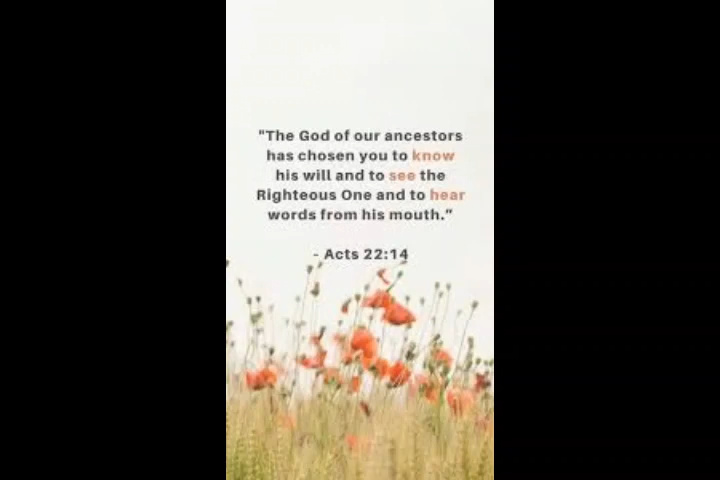 "The God of our ancestors
has chosen you to know
his will and to see the
Righteous One and to hear
words from his mouth.”

- Acts 22:14